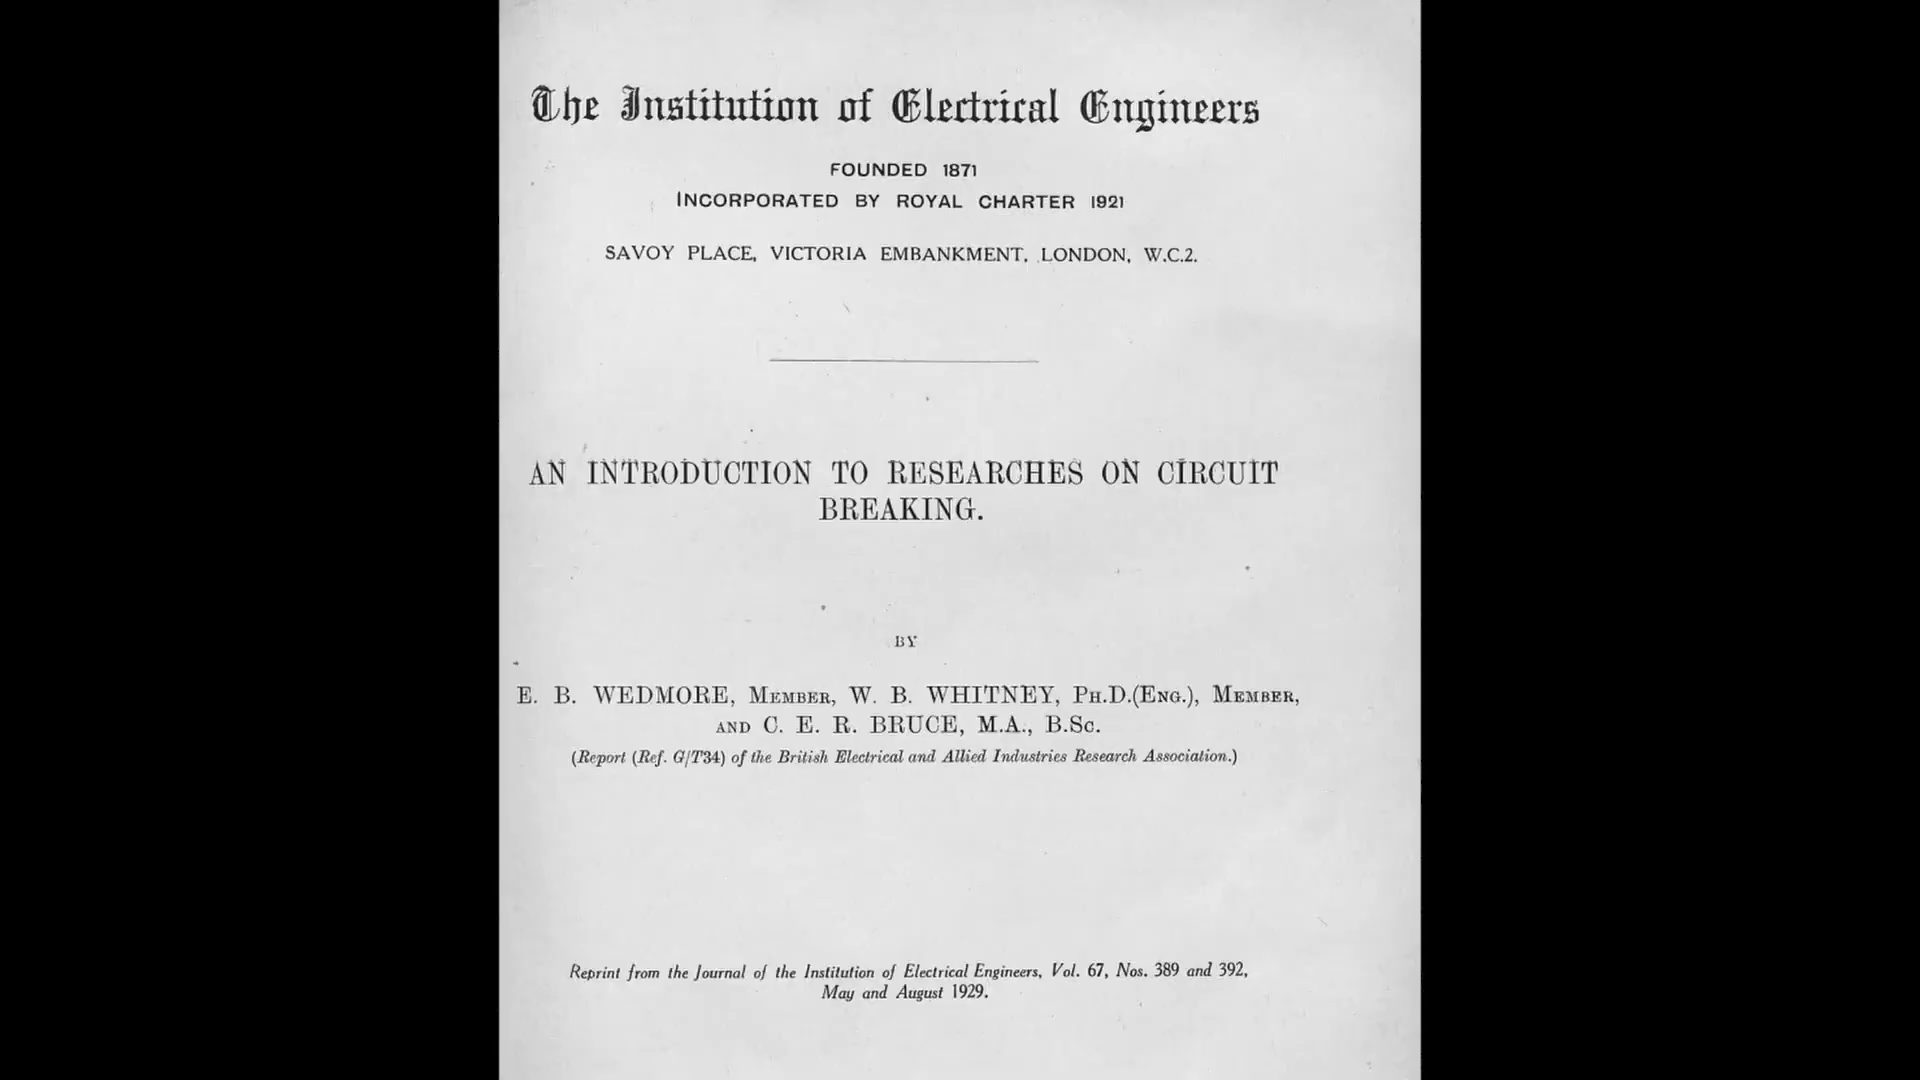 The Institution of Electrical Engineers
FOUNDED 1871
INCORPORATED BY ROYAL CHARTER 1921
SAVOY PLACE, VICTORIA EMBANKMENT, LONDON, W.C.2.
AN INTRODUCTION TO RESEARCHES ON CIRCUIT
BREAKING.
BY
E. B. WEDMORE, MEMBER, W. B. WHITNEY, PH.D.(ENG.), MEMBER,
AND C. E. R. BRUCE, M.A., B.Sc.
(Report (Ref. G/T34) of the British Electrical and Allied Industries Research Association.)
Reprint from the Journal of the Institution of Electrical Engineers, Vol. 67, Nos. 389 and 392,
May and August 1929.